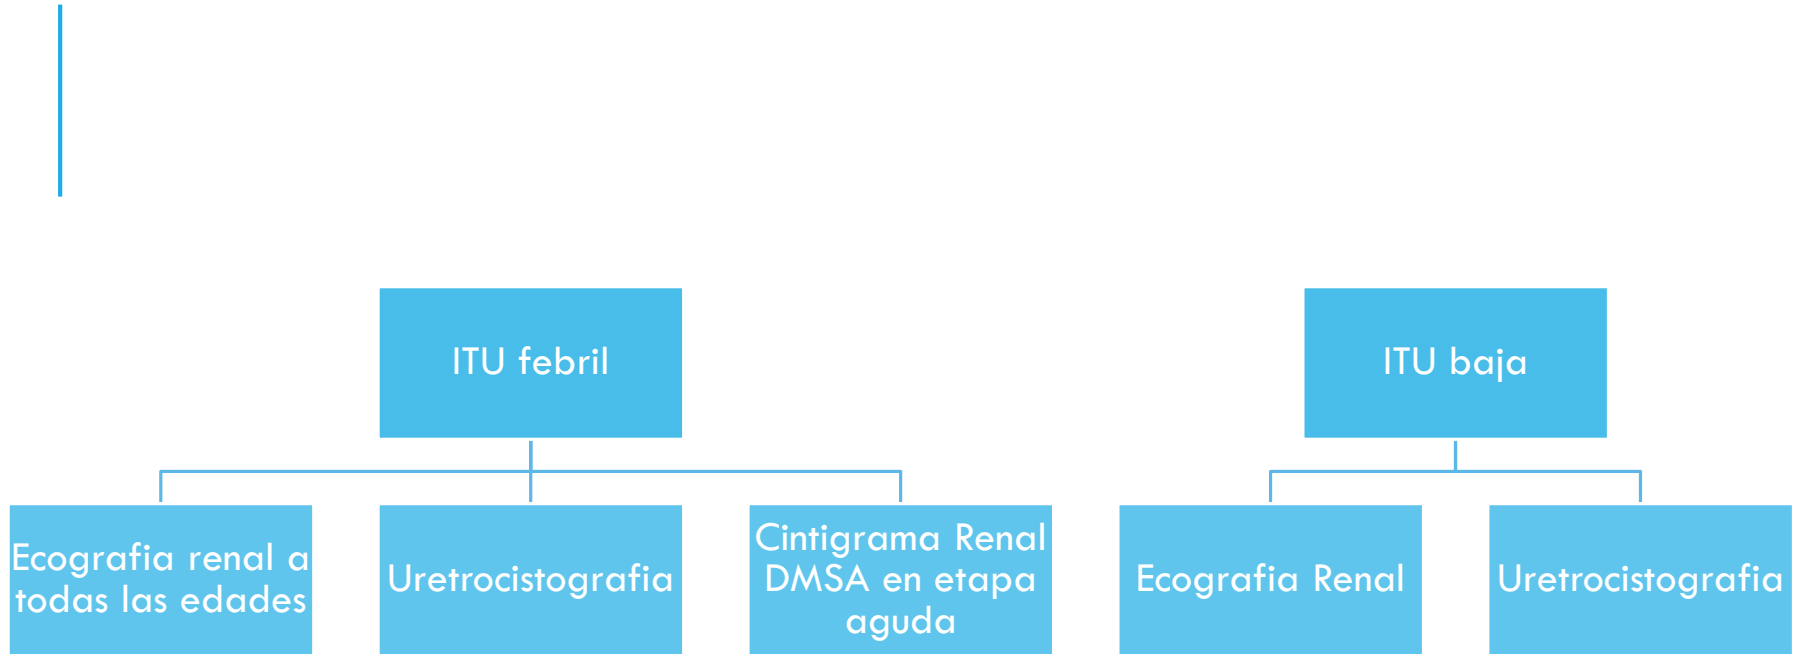 ITU febril
ITU baja
Ecografia renal a
todas las edades
Uretrocistografia
Cintigrama Renal
DMSA en etapa
aguda
Ecografia Renal
Uretrocistografia